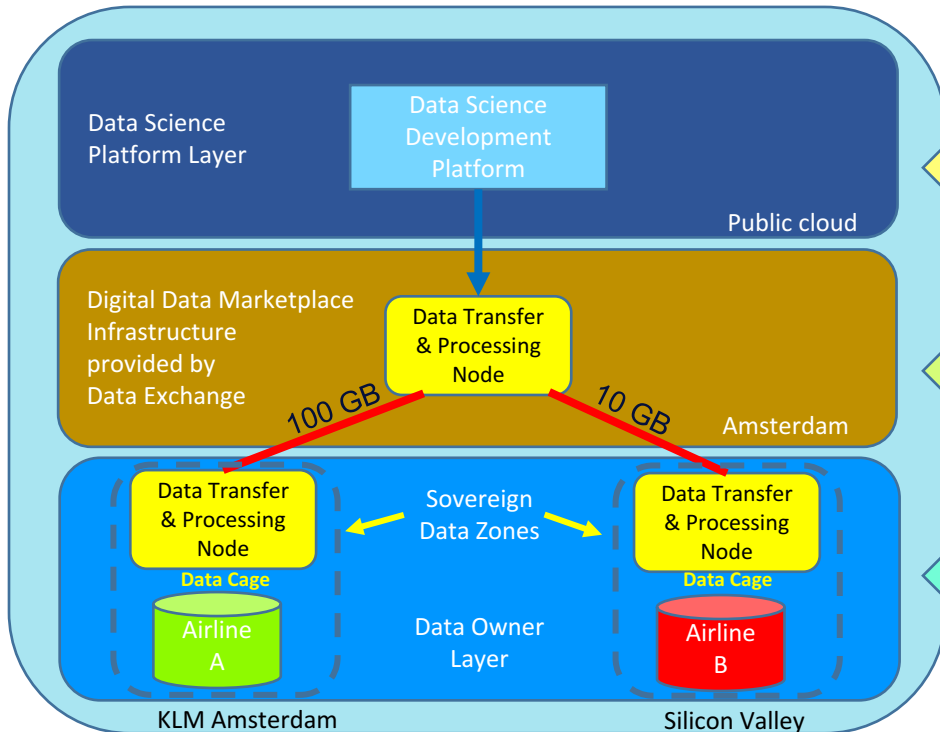 Data Science
Platform Layer
Data Science
Development
Platform
Public cloud
Digital Data Marketplace
Infrastructure
provided by
Data Exchange
Data Transfer
& Processing
Node
Amsterdam
100 GB
10 GB
Data Transfer
& Processing
Node
Data Cage
Airline
A
Sovereign
Data Zones
Data Owner
Layer
Data Transfer
& Processing
Node
Data Cage
Airline
B
KLM Amsterdam
Silicon Valley